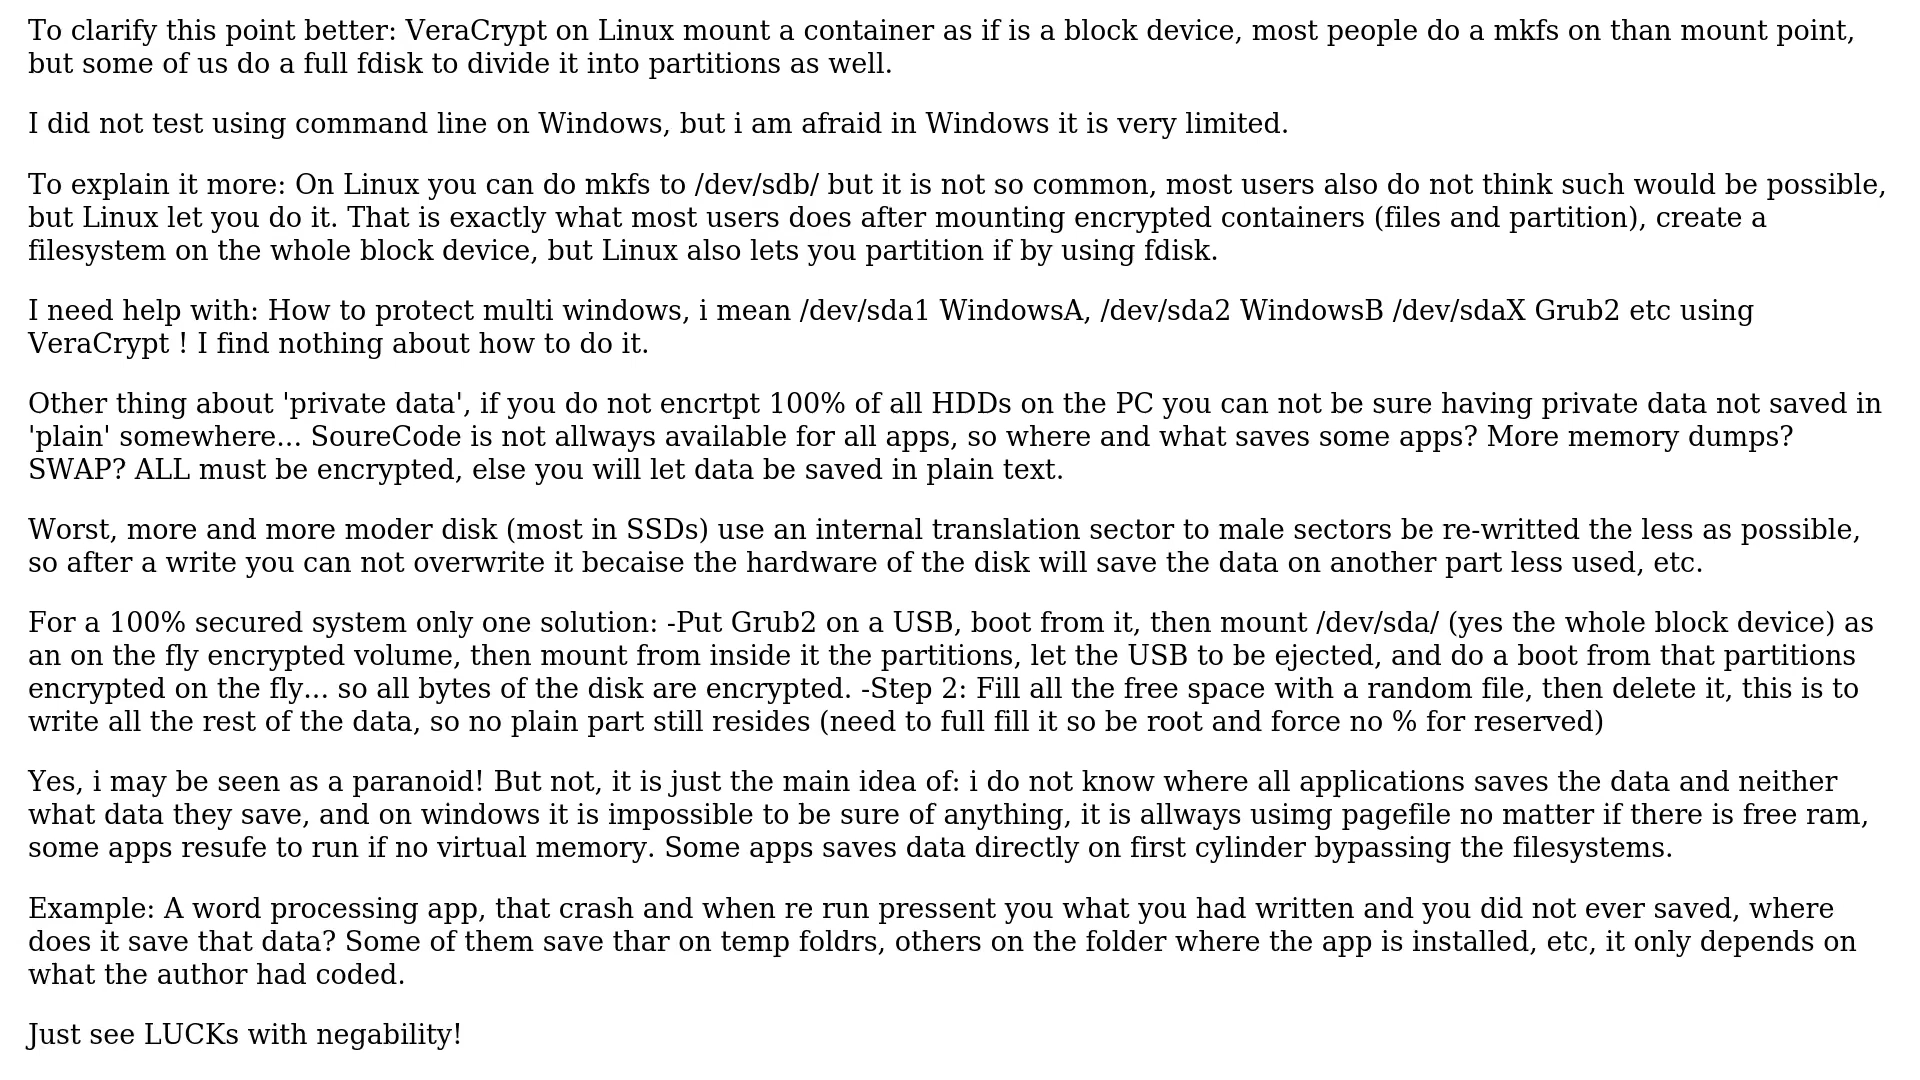 To clarify this point better: VeraCrypt on Linux mount a container as if is a block device, most people do a mkfs on than mount point,
but some of us do a full fdisk to divide it into partitions as well.
I did not test using command line on Windows, but i am afraid in Windows it is very limited.
To explain it more: On Linux you can do mkfs to /dev/sdb/ but it is not so common, most users also do not think such would be possible,
but Linux let you do it. That is exactly what most users does after mounting encrypted containers (files and partition), create a
filesystem on the whole block device, but Linux also lets you partition if by using fdisk.
I need help with: How to protect multi windows, i mean /dev/sda1 WindowsA, /dev/sda2 WindowsB /dev/sdaX Grub2 etc using
VeraCrypt ! I find nothing about how to do it.
Other thing about 'private data', if you do not encrtpt 100% of all HDDs on the PC you can not be sure having private data not saved in
'plain' somewhere... SoureCode is not allways available for all apps, so where and what saves some apps? More memory dumps?
SWAP? ALL must be encrypted, else you will let data be saved in plain text.
Worst, more and more moder disk (most in SSDs) use an internal translation sector to male sectors be re-writted the less as possible,
so after a write you can not overwrite it becaise the hardware of the disk will save the data on another part less used, etc.
For a 100% secured system only one solution: -Put Grub2 on a USB, boot from it, then mount /dev/sda/ (yes the whole block device) as
an on the fly encrypted volume, then mount from inside it the partitions, let the USB to be ejected, and do a boot from that partitions
encrypted on the fly... so all bytes of the disk are encrypted. -Step 2: Fill all the free space with a random file, then delete it, this is to
write all the rest of the data, so no plain part still resides (need to full fill it so be root and force no % for reserved)
Yes, i may be seen as a paranoid! But not, it is just the main idea of: i do not know where all applications saves the data and neither
what data they save, and on windows it is impossible to be sure of anything, it is allways usimg pagefile no matter if there is free ram,
some apps resufe to run if no virtual memory. Some apps saves data directly on first cylinder bypassing the filesystems.
Example: A word processing app, that crash and when re run pressent you what you had written and you did not ever saved, where
does it save that data? Some of them save thar on temp foldrs, others on the folder where the app is installed, etc, it only depends on
what the author had coded.
Just see LUCKs with negability!